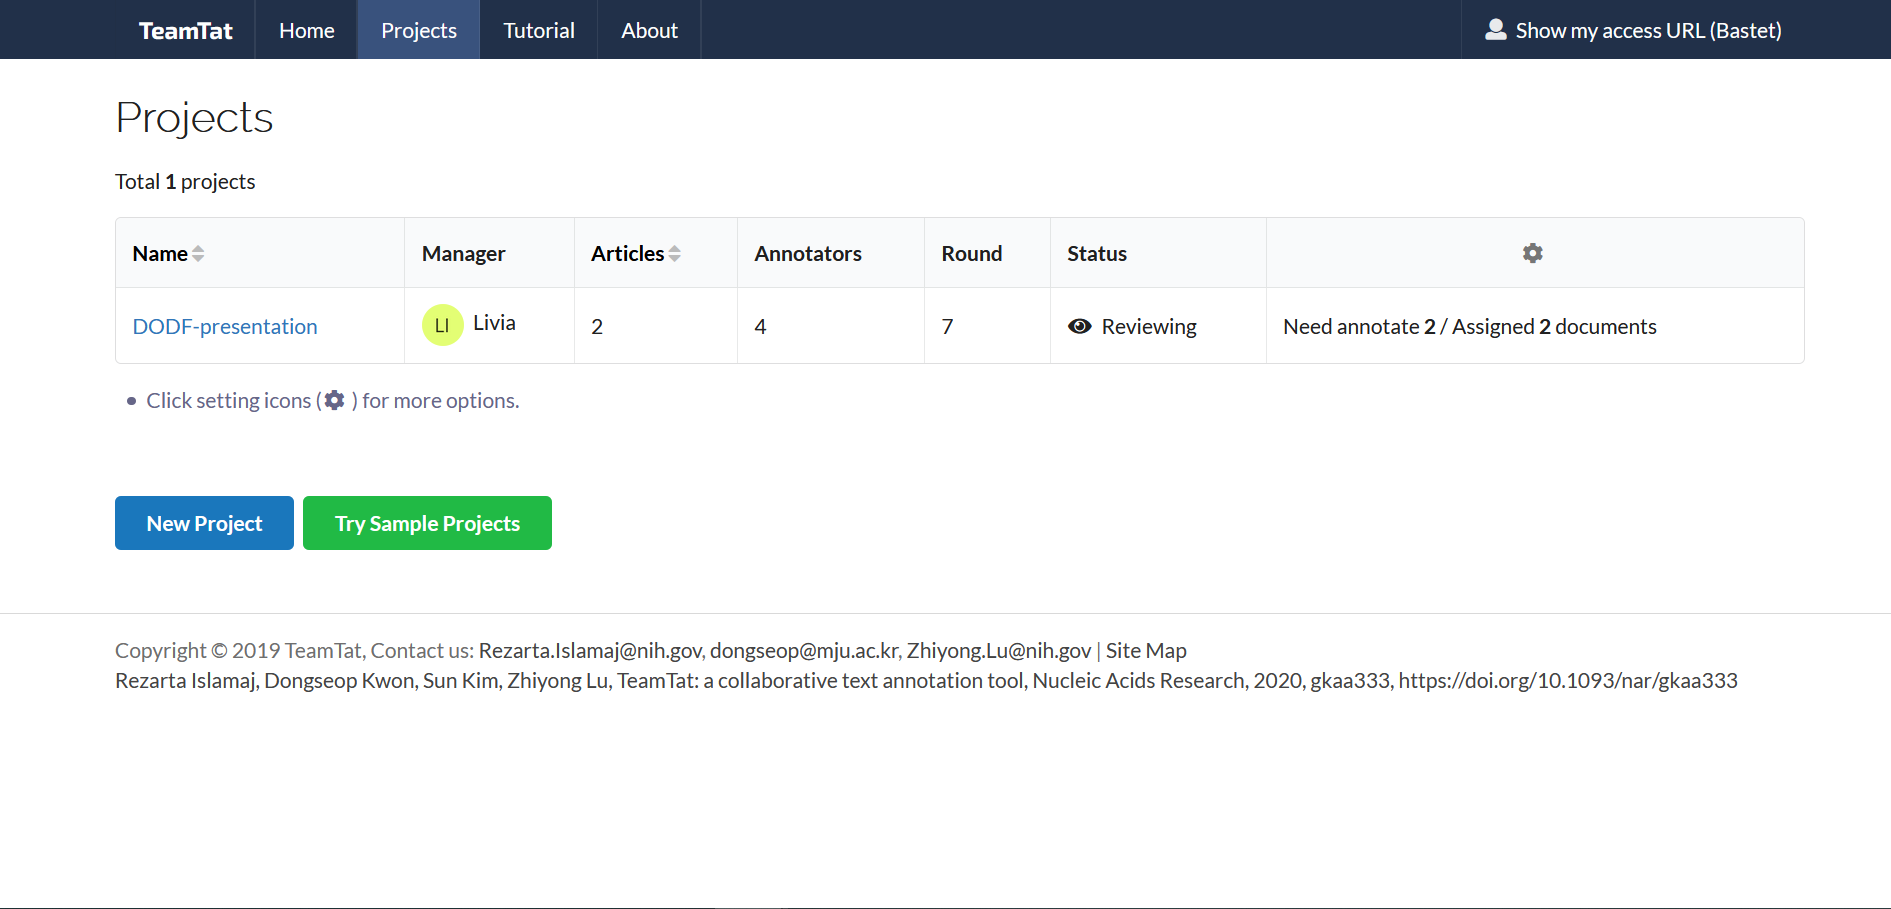 TeamTat Home Projects Tutorial About Show my access URL (Bastet)
Projects
Total 1 projects
Name Manager Articles Annotators Round Status
DODF-presentation LI Livia 2 4 7 Reviewing Need annotate 2 / Assigned 2 documents
• Click setting icons ( ) for more options.
New Project Try Sample Projects
Copyright © 2019 TeamTat, Contact us: Rezarta.Islamaj@nih.gov, dongseop@mju.ac.kr, Zhiyong.Lu@nih.gov | Site Map
Rezarta Islamaj, Dongseop Kwon, Sun Kim, Zhiyong Lu, TeamTat: a collaborative text annotation tool, Nucleic Acids Research, 2020, gkaa333, https://doi.org/10.1093/nar/gkaa333